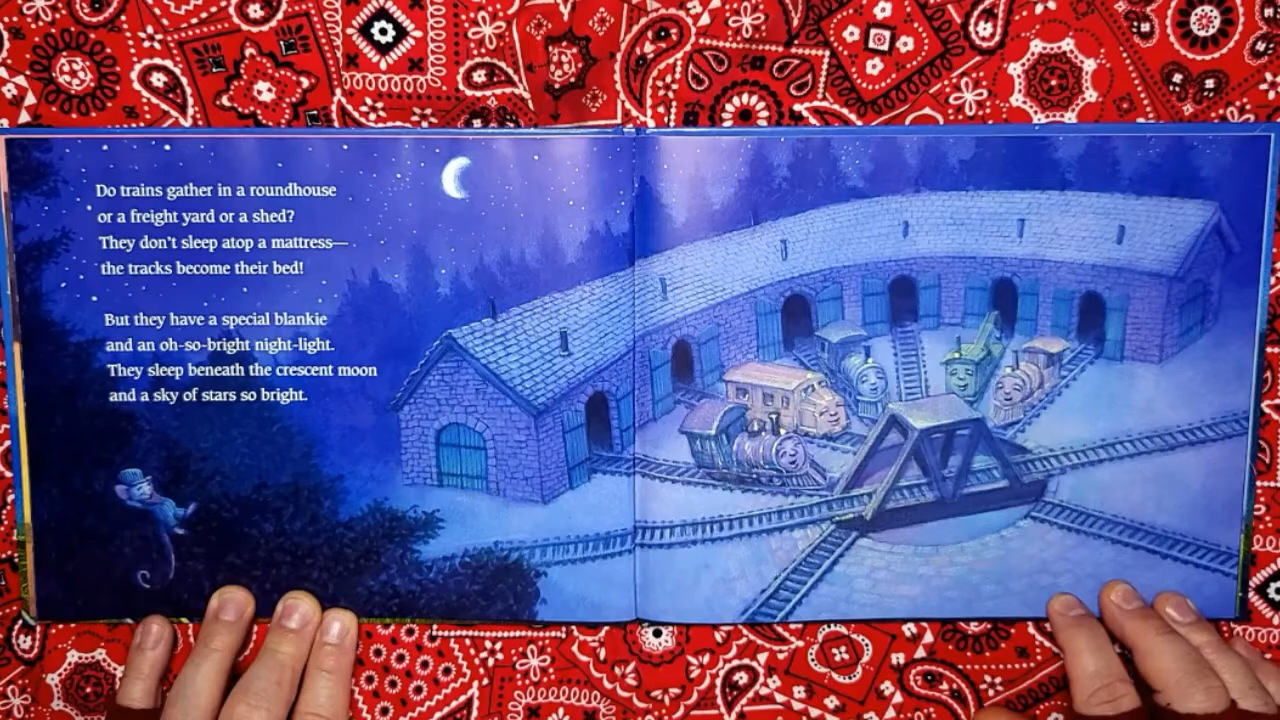 Do trains gather in a roundhouse
or a freight yard or a shed?
They don't sleep atop a mattress—
the tracks become their bed!
But they have a special blankie
and an oh-so-bright night-light.
They sleep beneath the crescent moon
and a sky of stars so bright.